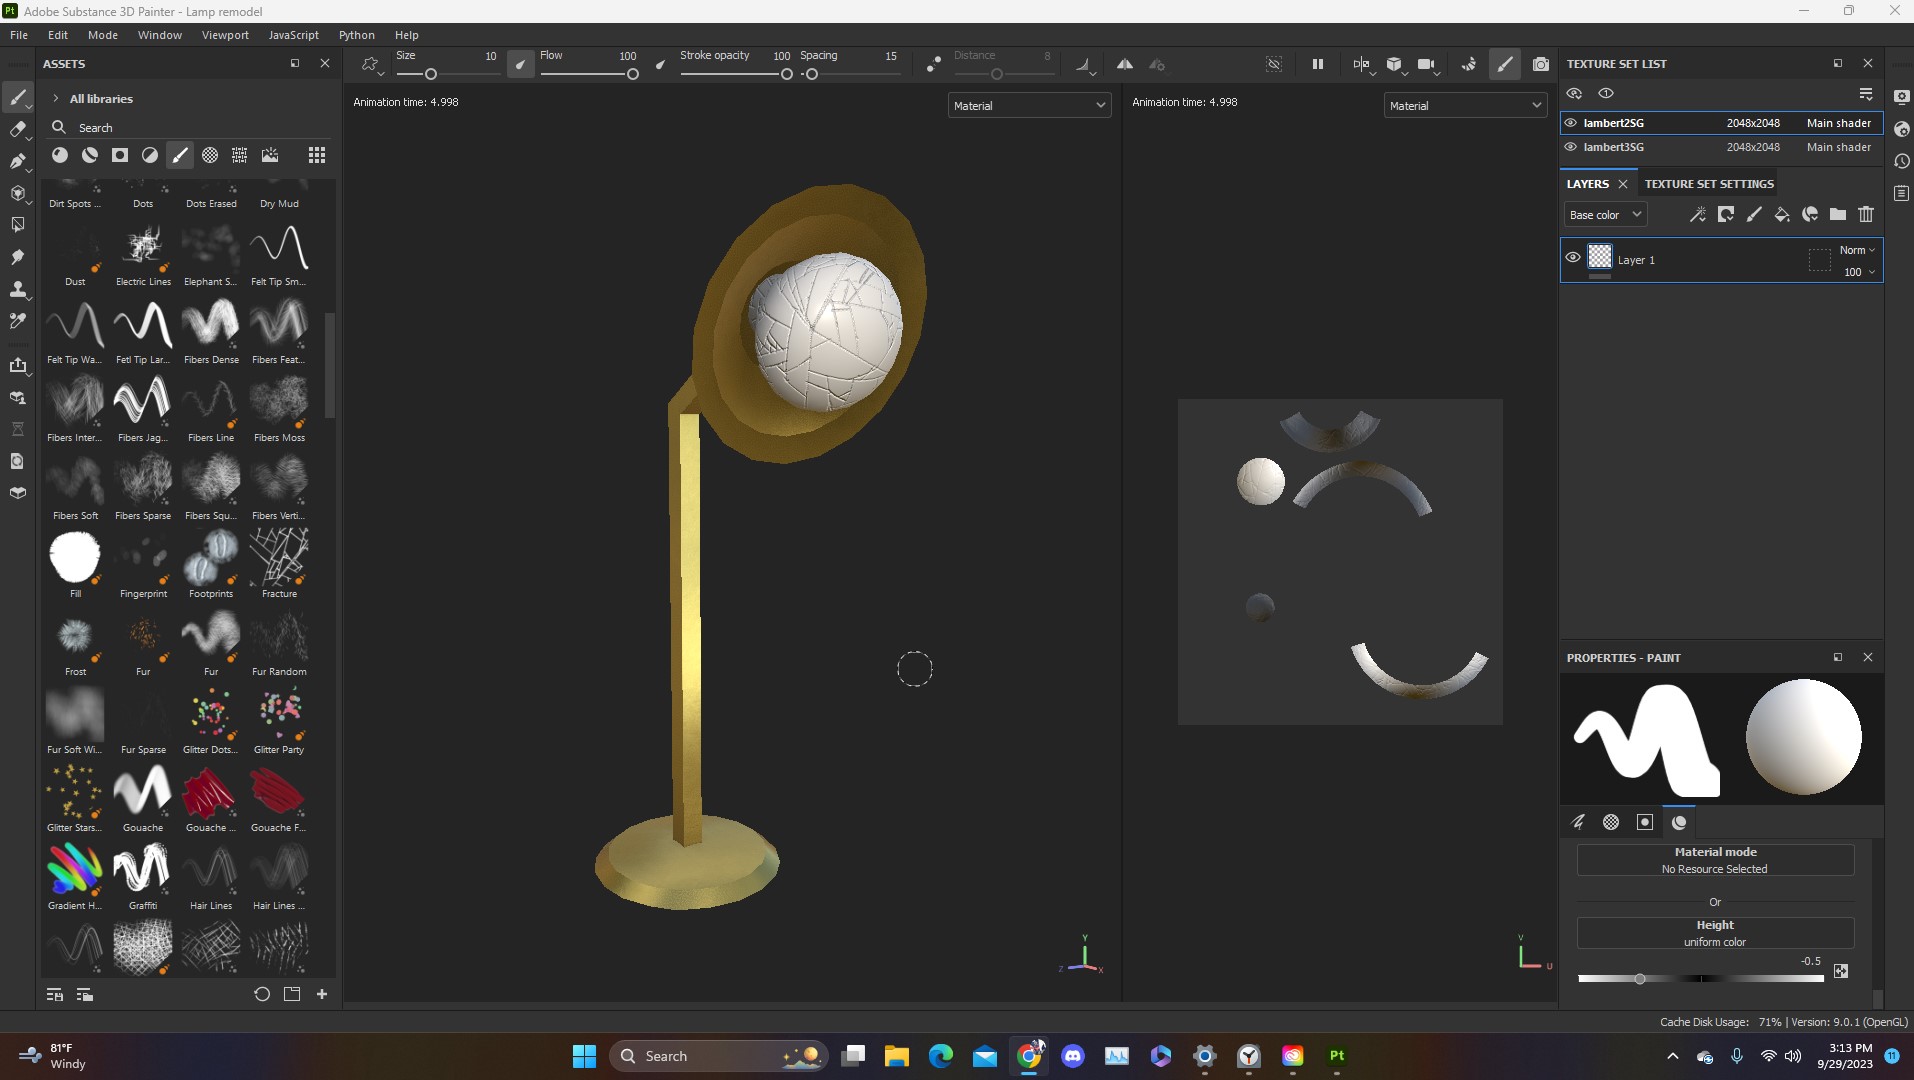 Pt Adobe Substance 3D Painter - Lamp remodel
File Edit Mode Window Viewport JavaScript Python Help
ASSETS
All libraries
Search
Dirt Spots ... Dots Dots Erased Dry Mud
Dust Electric Lines Elephant S... Felt Tip Sm...
Felt Tip Wa... Fetl Tip Lar... Fibers Dense Fibers Feat...
Fibers Inter... Fibers Jag... Fibers Line Fibers Moss
Fibers Soft Fibers Sparse Fibers Squ... Fibers Verti...
Fill Fingerprint Footprints Fracture
Frost Fur Fur Fur Random
Fur Soft Wi... Fur Sparse Glitter Dots... Glitter Party
Glitter Stars... Gouache Gouache ... Gouache F...
Gradient H... Graffiti Hair Lines Hair Lines ...
Size 10 Flow 100 Stroke opacity 100 Spacing 15 Distance 8
Animation time: 4.998
Material
Animation time: 4.998
Material
Y
Z X
V
U
TEXTURE SET LIST
lambert2SG 2048x2048 Main shader
lambert3SG 2048x2048 Main shader
LAYERS TEXTURE SET SETTINGS
Base color
Layer 1 Norm
100
PROPERTIES - PAINT
Material mode
No Resource Selected
Or
Height
uniform color
-0.5
Cache Disk Usage: 71% | Version: 9.0.1 (OpenGL)
81°F
Windy
Search
Pt
3:13 PM
9/29/2023
11